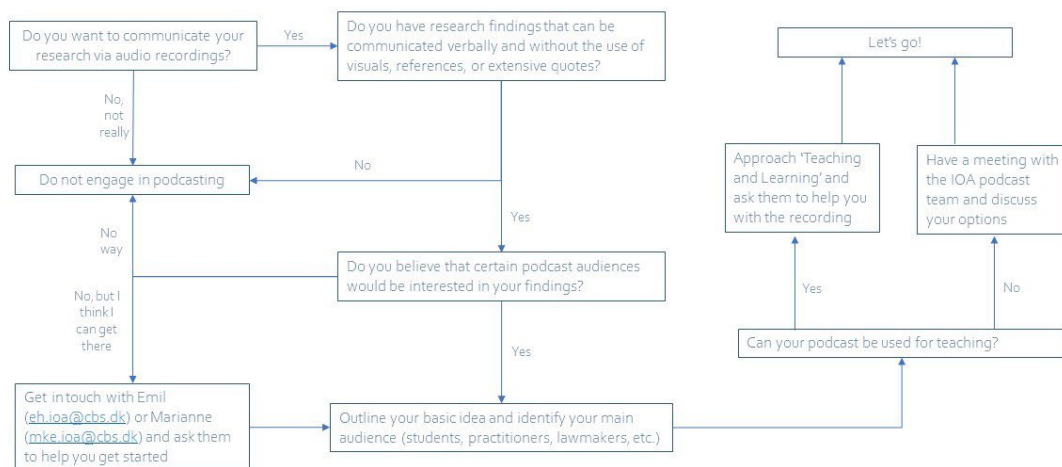 Do you want to communicate your
research via audio recordings?
Yes
Do you have research findings that can be
communicated verbally and without the use of
visuals, references, or extensive quotes?
Let's go!
No,
not
really
No
Do not engage in podcasting
Approach 'Teaching
and Learning' and
ask them to help you
with the recording
Have a meeting with
the IOA podcast
team and discuss
your options
Yes
No
way
Do you believe that certain podcast audiences
would be interested in your findings?
No, but I
think I
can get
there
Yes
Yes
No
Can your podcast be used for teaching?
Get in touch with Emil
(eh.ioa@cbs.dk) or Marianne
(mke.ioa@cbs.dk) and ask them
to help you get started
Outline your basic idea and identify your main
audience (students, practitioners, lawmakers, etc.)